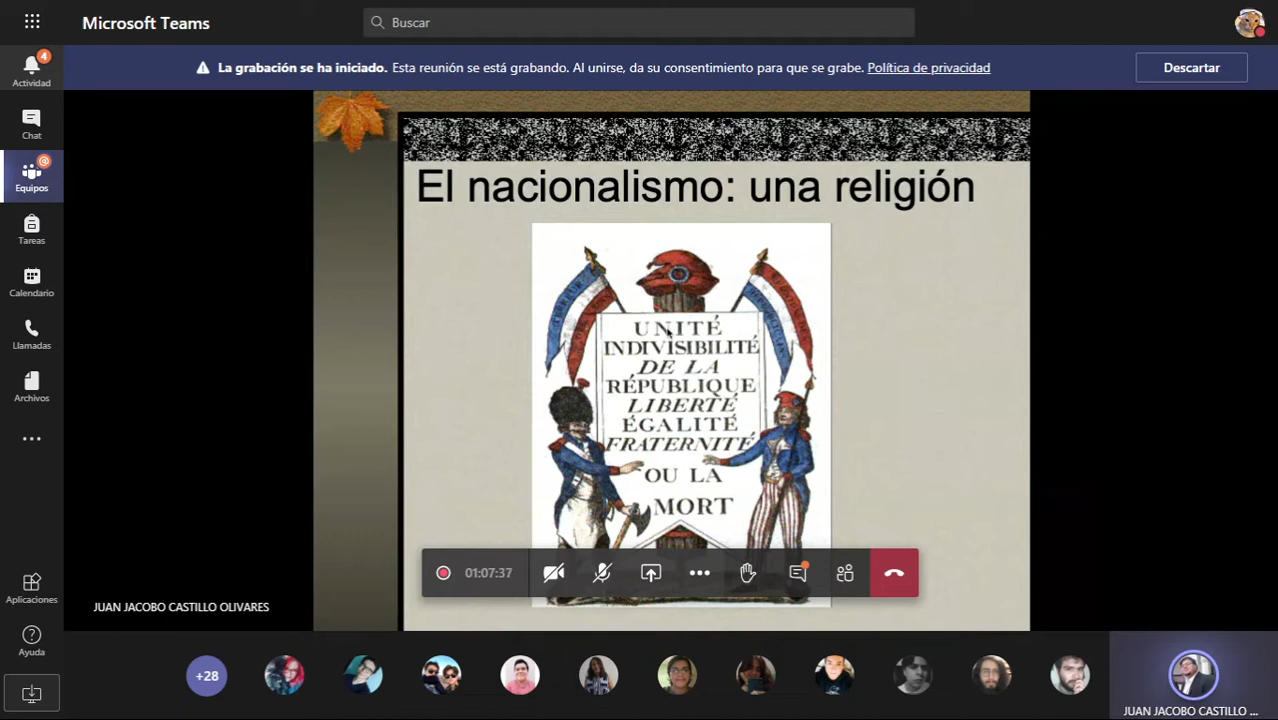 Microsoft Teams
Buscar
4
Actividad
La grabación se ha iniciado. Esta reunión se está grabando. Al unirse, da su consentimiento para que se grabe. Política de privacidad
Descartar
Chat
@
Equipos
Tareas
Calendario
Llamadas
Archivos
El nacionalismo: una religión
UNITÉ
INDIVISIBILITÉ
DE LA
RÉPUBLIQUE
LIBERTÉ
ÉGALITÉ
FRATERNITÉ
OU LA
MORT
01:07:37
Aplicaciones
JUAN JACOBO CASTILLO OLIVARES
Ayuda
+28
JUAN JACOBO CASTILLO ...